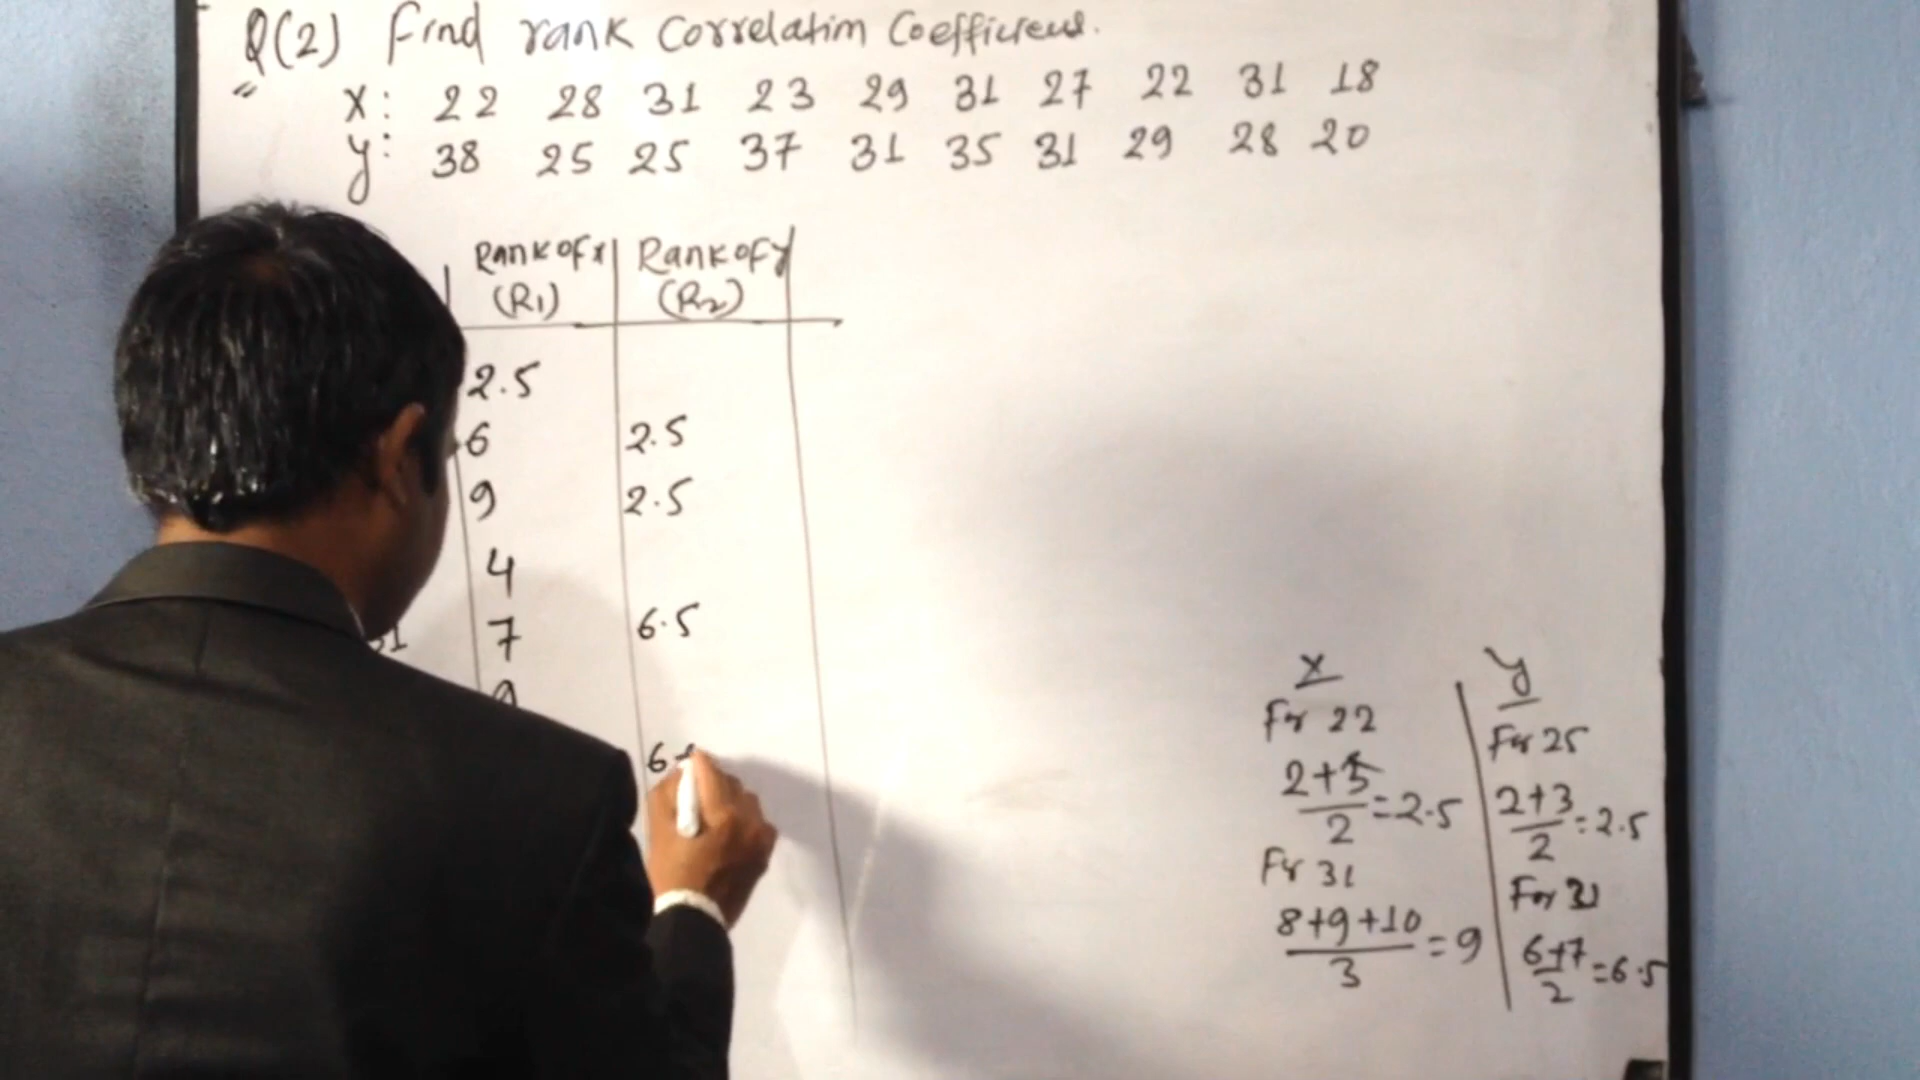 Q(2) Find rank Correlation Coefficient.
x: 22 28 31 23 29 31 27 22 31 18
y: 38 25 25 37 31 35 31 29 28 20
Rank of x Rank of y
(R1) (R2)
2.5
6 2.5
9 2.5
4
31 7 6.5
9
6.
x
For 22
2+3
2 = 2.5
For 31
8+9+10
3 = 9
y
For 25
2+3
2 = 2.5
For 31
6+7
2 = 6.5